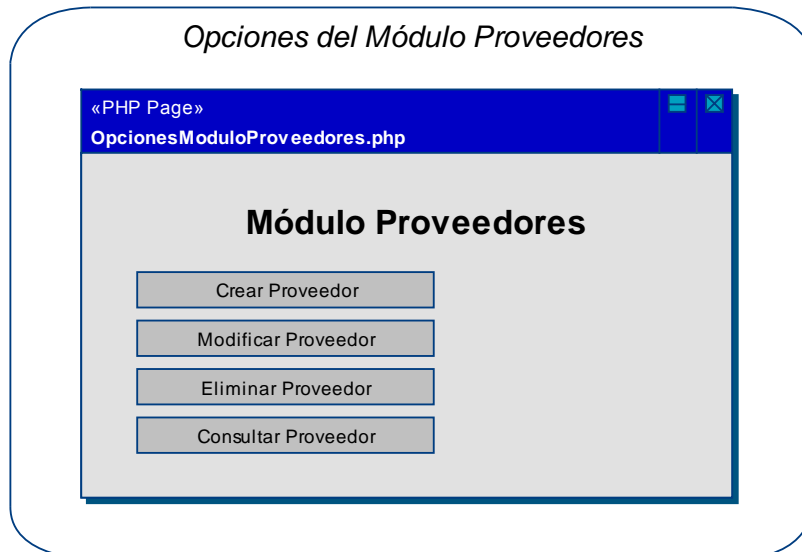 Opciones del Módulo Proveedores
«PHP Page»
OpcionesModuloProveedores.php
Módulo Proveedores
Crear Proveedor
Modificar Proveedor
Eliminar Proveedor
Consultar Proveedor